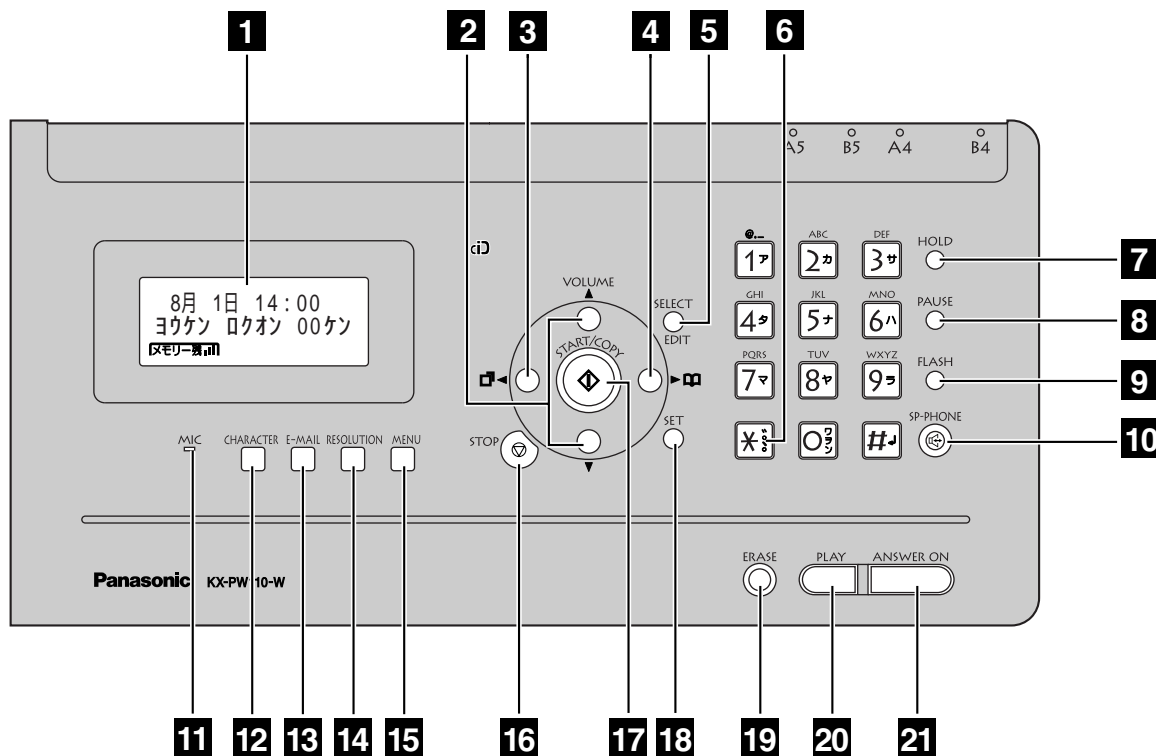 1 2 3 4 5 6
A5 B5 A4 B4
8月 1日 14:00
ヨウケン ロクオン 00ケン
メモリー残
VOLUME
SELECT
EDIT
START/COPY
STOP
SET
@._ ABC DEF
1ア 2カ 3サ
HOLD
7
GHI JKL MNO
4タ 5ナ 6ハ
PAUSE
8
PQRS TUV WXYZ
7マ 8ヤ 9ラ
FLASH
9
SP-PHONE
* 0ワヲン #
10
MIC CHARACTER E-MAIL RESOLUTION MENU
Panasonic
ERASE PLAY ANSWER ON
11 12 13 14 15 16 17 18 19 20 21